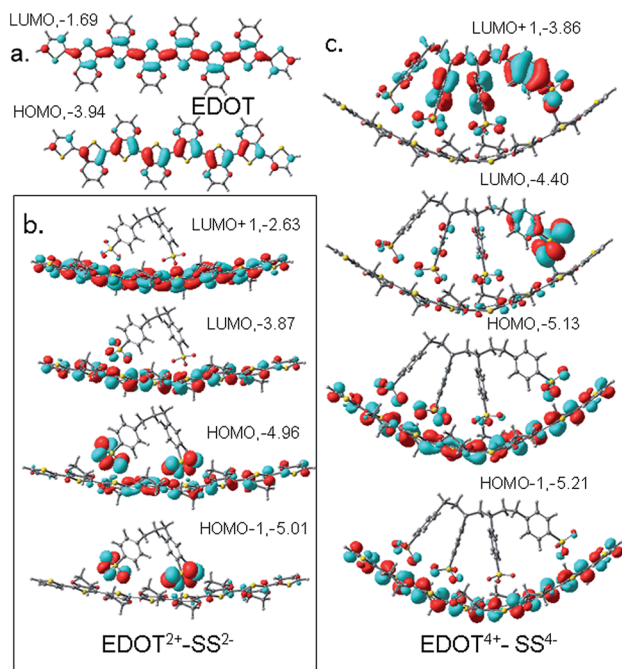 LUMO,-1.69
a.
EDOT
HOMO,-3.94
b.
LUMO+1,-2.63
LUMO,-3.87
HOMO,-4.96
HOMO-1,-5.01
EDOT²⁺-SS²⁻
c.
LUMO+1,-3.86
LUMO,-4.40
HOMO,-5.13
HOMO-1,-5.21
EDOT⁴⁺- SS⁴⁻